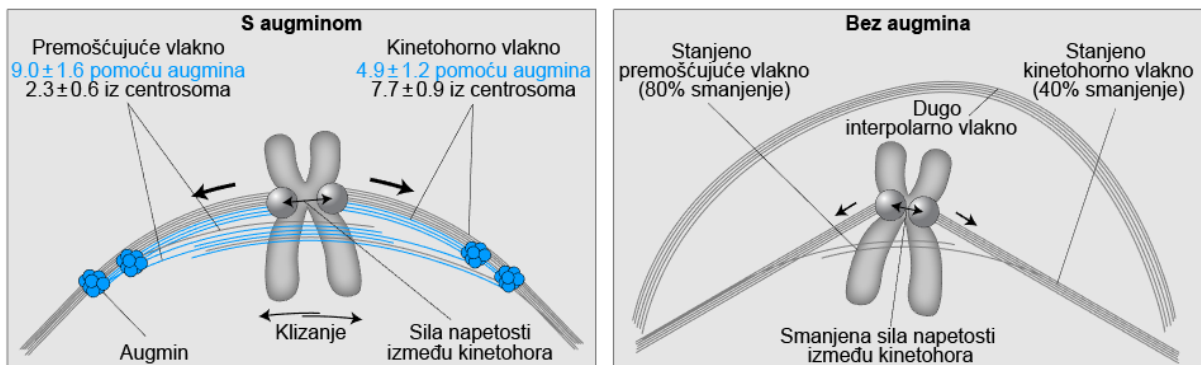 S augminom
Premošćujuće vlakno
9.0±1.6 pomoću augmina
2.3±0.6 iz centrosoma
Kinetohorno vlakno
4.9±1.2 pomoću augmina
7.7±0.9 iz centrosoma
Augmin
Klizanje
Sila napetosti
između kinetohora
Bez augmina
Stanjeno
premošćujuće vlakno
(80% smanjenje)
Stanjeno
kinetohorno vlakno
(40% smanjenje)
Dugo
interpolarno vlakno
Smanjena sila napetosti
između kinetohora